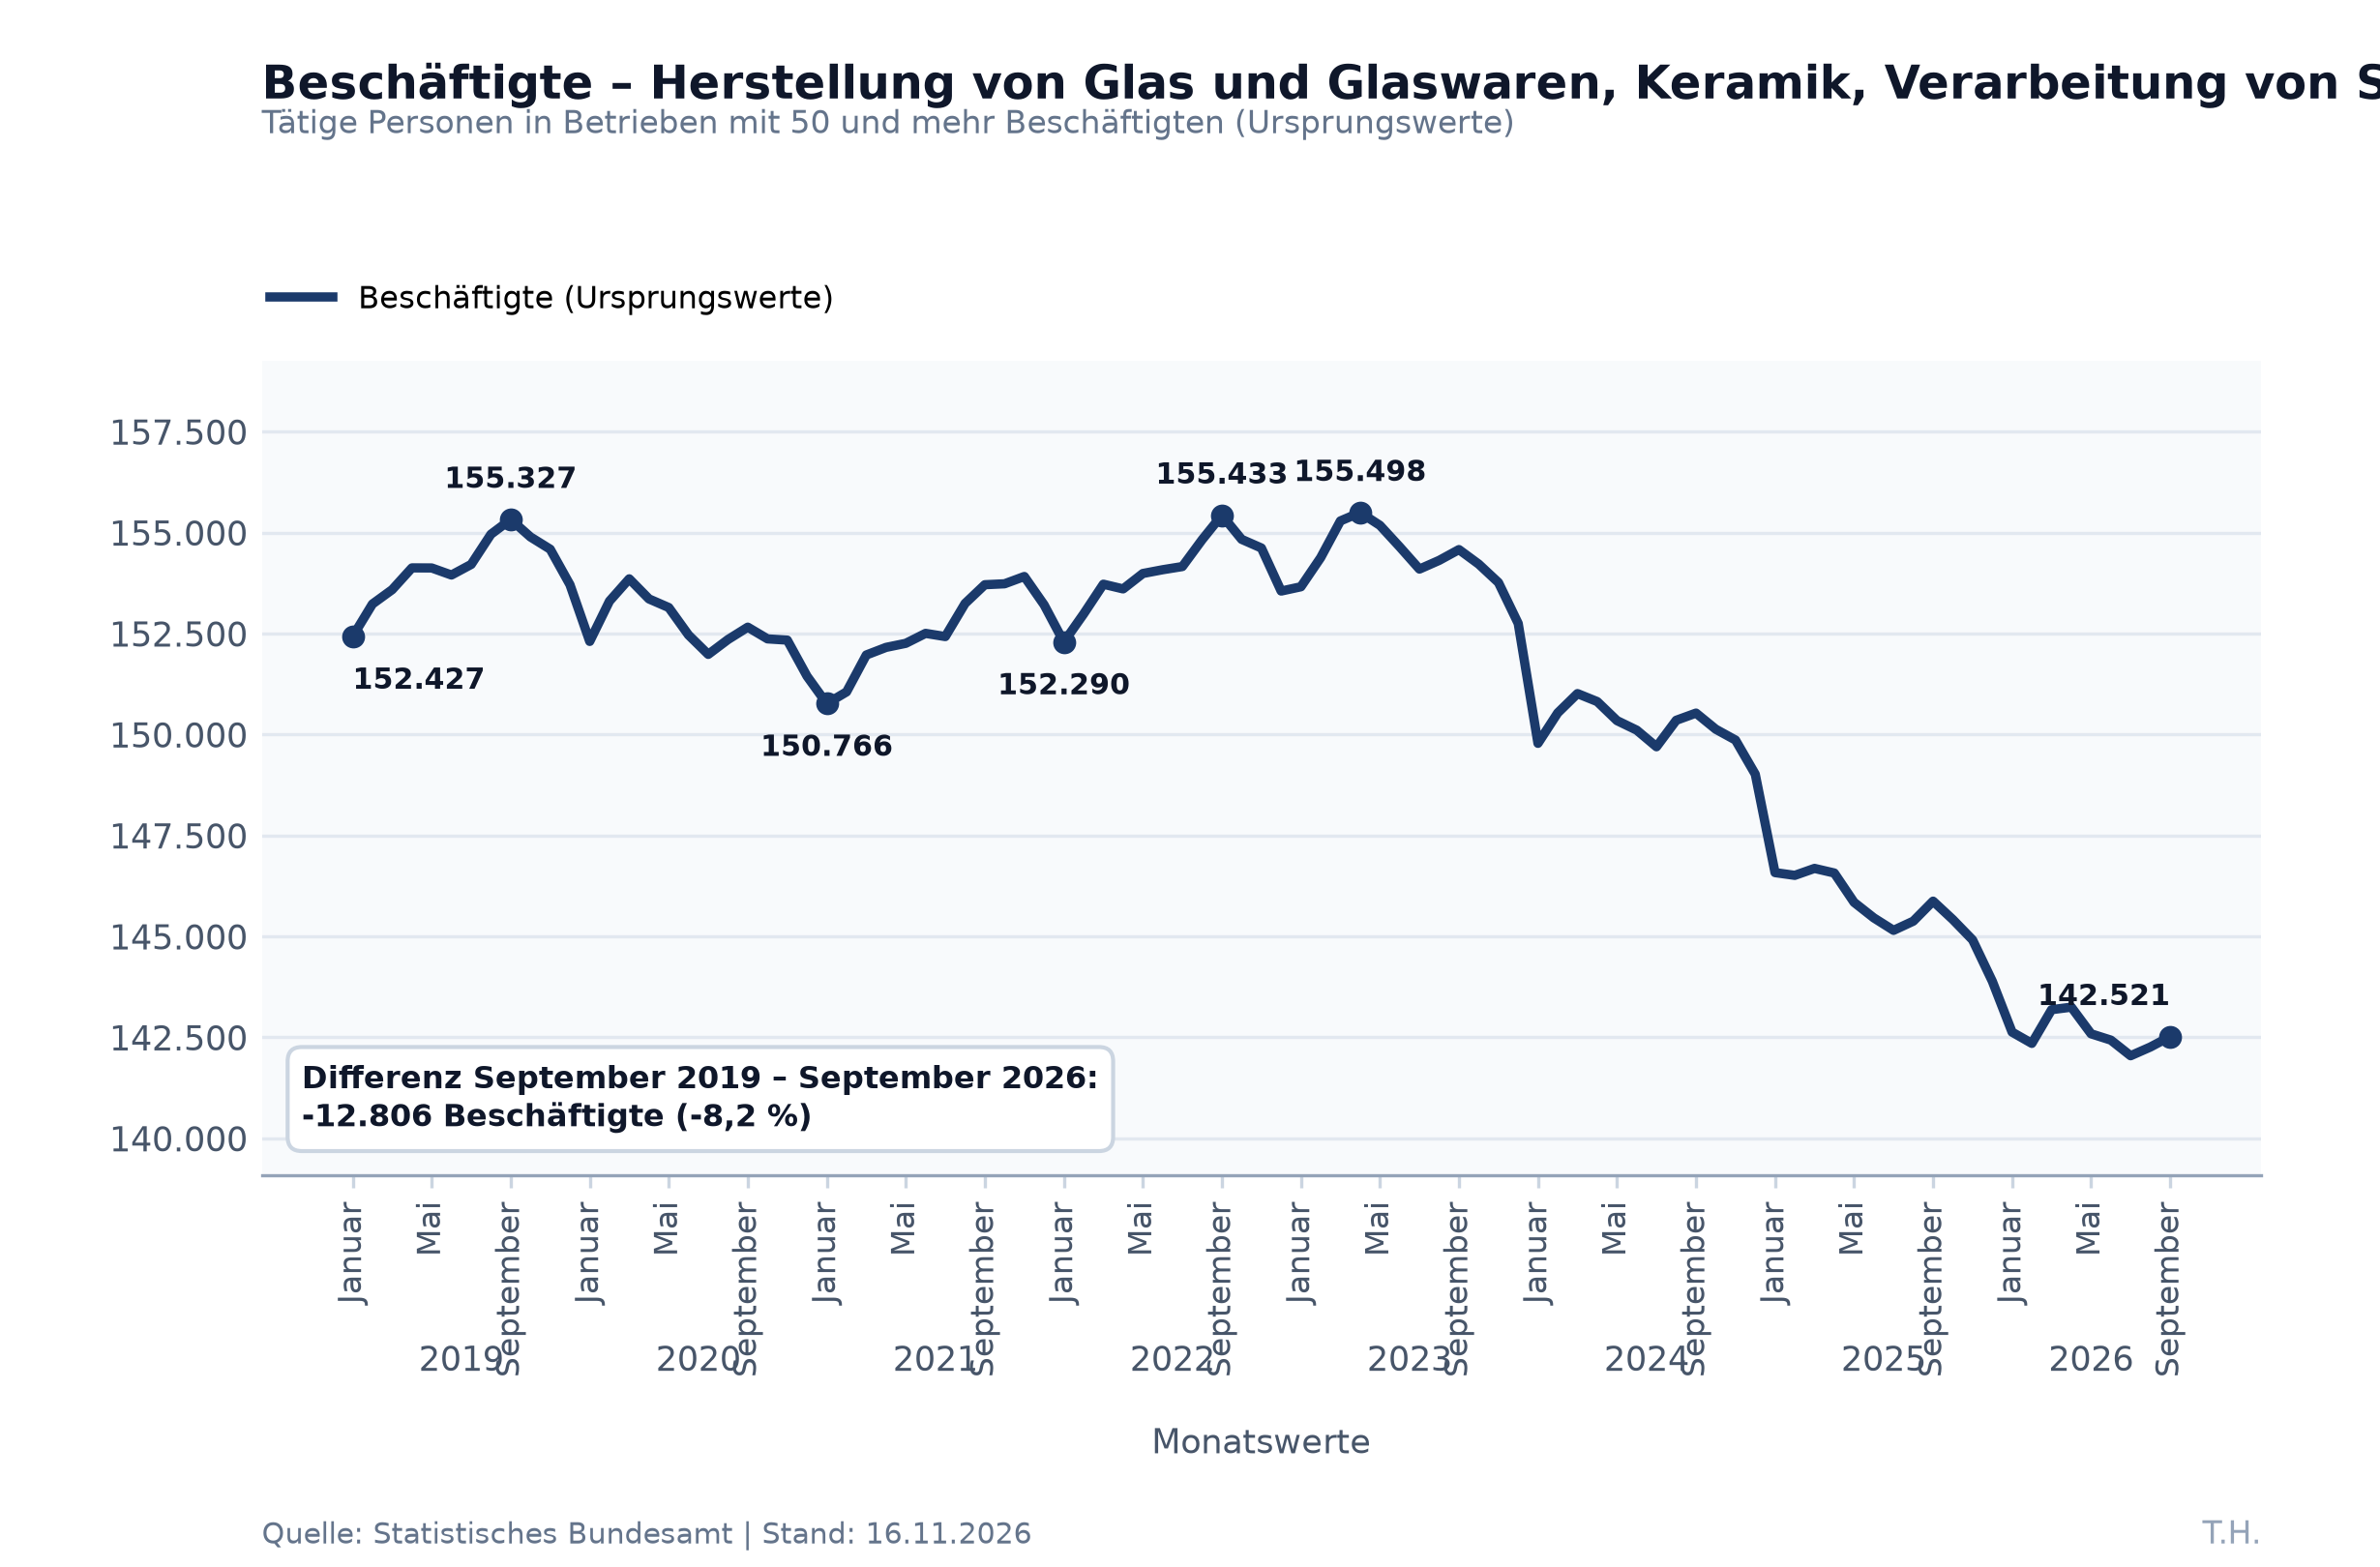 Beschäftigte – Herstellung von Glas und Glaswaren, Keramik, Verarbeitung von S
Tätige Personen in Betrieben mit 50 und mehr Beschäftigten (Ursprungswerte)
Beschäftigte (Ursprungswerte)
157.500
155.000
152.500
150.000
147.500
145.000
142.500
140.000
155.327
152.427
150.766
152.290
155.433
155.498
142.521
Differenz September 2019 – September 2026:
-12.806 Beschäftigte (-8,2 %)
Januar
Mai
September
Januar
Mai
September
Januar
Mai
September
Januar
Mai
September
Januar
Mai
September
Januar
Mai
September
Januar
Mai
September
Januar
Mai
September
2019
2020
2021
2022
2023
2024
2025
2026
Monatswerte
Quelle: Statistisches Bundesamt | Stand: 16.11.2026
T.H.